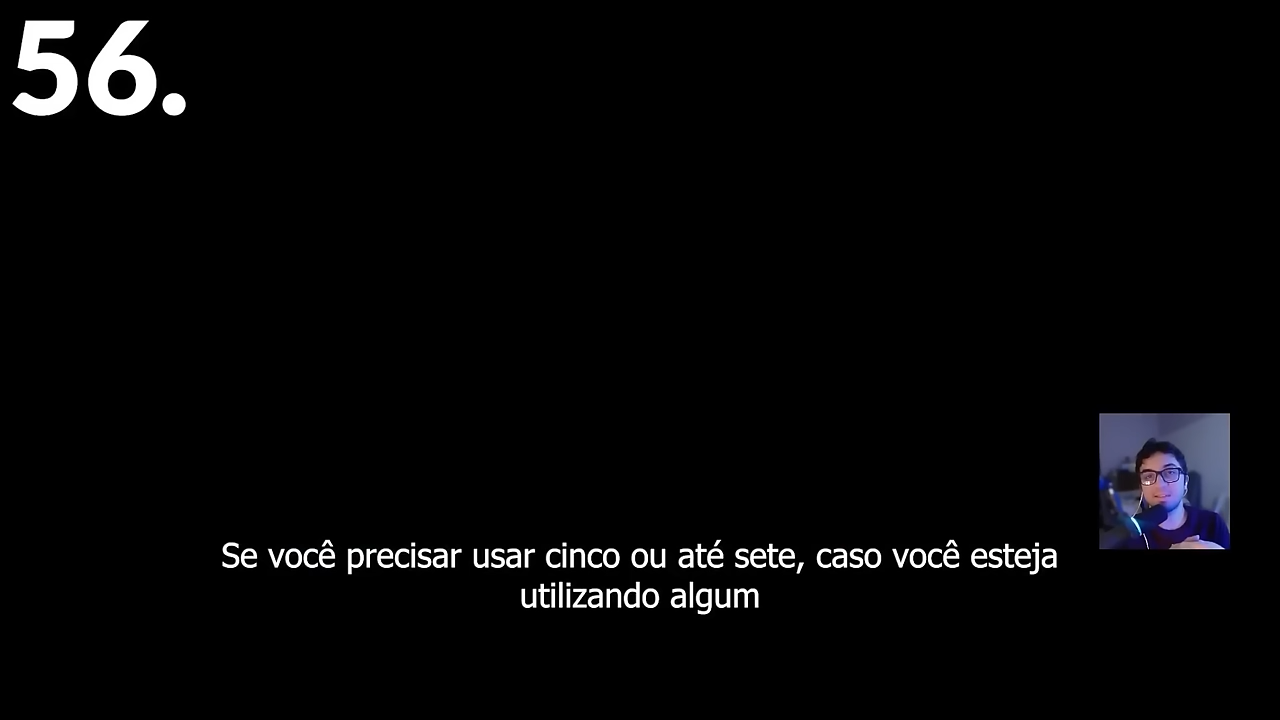 56.
Se você precisar usar cinco ou até sete, caso você esteja
utilizando algum